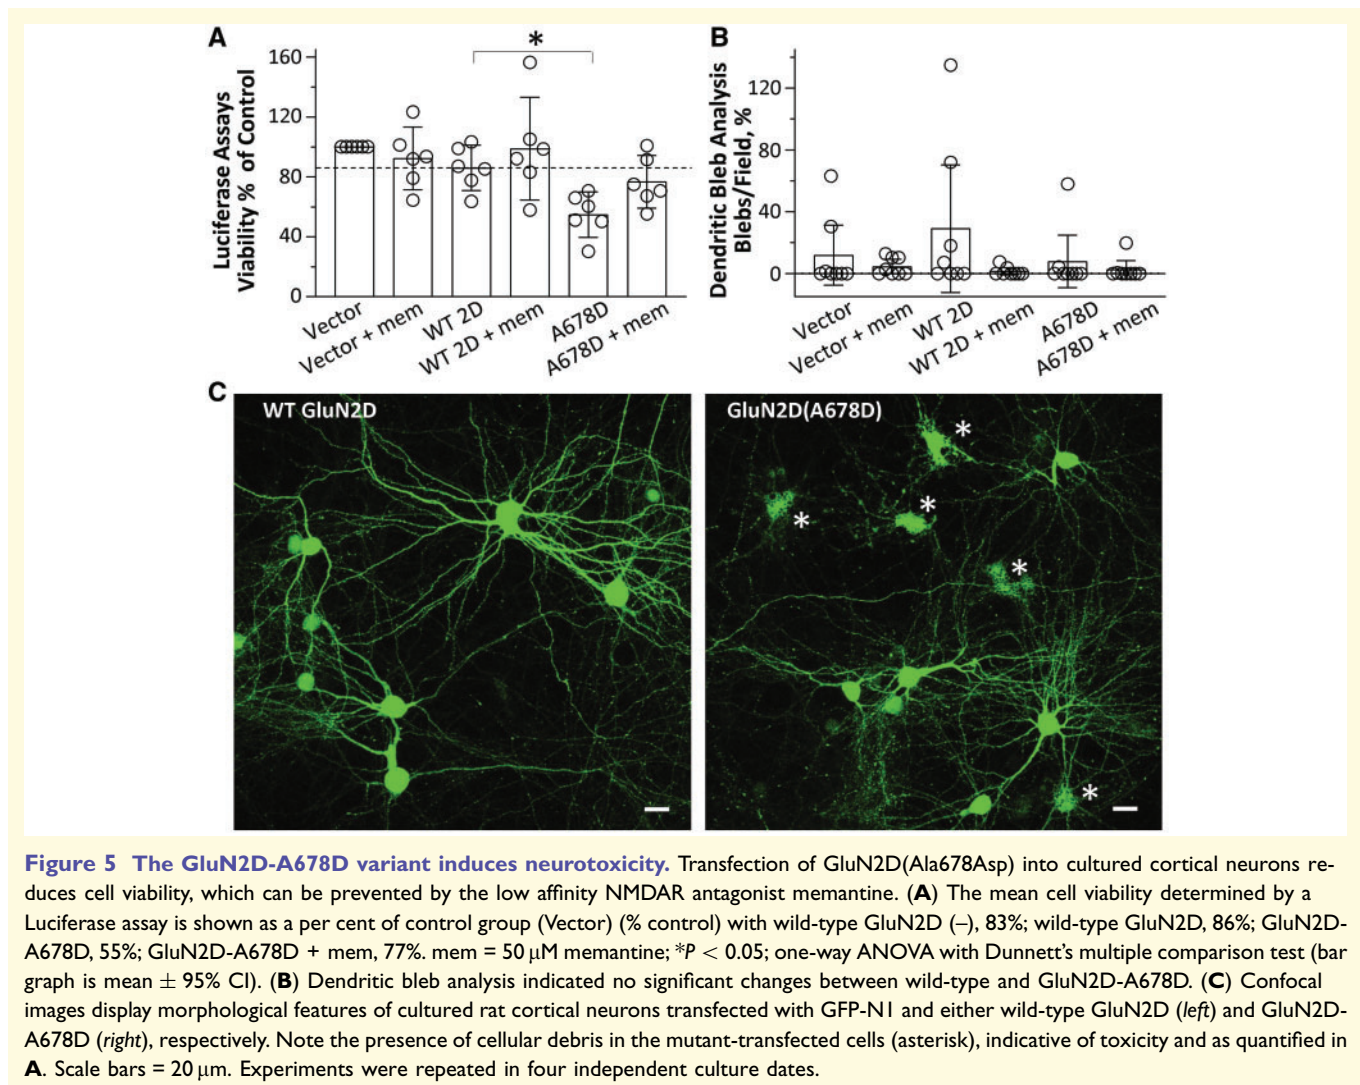 A
B
*
160
120
80
40
0
Luciferase Assays
Viability % of Control
Vector
Vector + mem
WT 2D
WT 2D + mem
A678D
A678D + mem
120
80
40
0
Dendritic Bleb Analysis
Blebs/Field, %
Vector
Vector + mem
WT 2D
WT 2D + mem
A678D
A678D + mem
C
WT GluN2D
GluN2D(A678D)
*
*
*
*
*
Figure 5 The GluN2D-A678D variant induces neurotoxicity. Transfection of GluN2D(Ala678Asp) into cultured cortical neurons re-
duces cell viability, which can be prevented by the low affinity NMDAR antagonist memantine. (A) The mean cell viability determined by a
Luciferase assay is shown as a per cent of control group (Vector) (% control) with wild-type GluN2D (–), 83%; wild-type GluN2D, 86%; GluN2D-
A678D, 55%; GluN2D-A678D + mem, 77%. mem = 50 μM memantine; *P < 0.05; one-way ANOVA with Dunnett’s multiple comparison test (bar
graph is mean ± 95% CI). (B) Dendritic bleb analysis indicated no significant changes between wild-type and GluN2D-A678D. (C) Confocal
images display morphological features of cultured rat cortical neurons transfected with GFP-N1 and either wild-type GluN2D (left) and GluN2D-
A678D (right), respectively. Note the presence of cellular debris in the mutant-transfected cells (asterisk), indicative of toxicity and as quantified in
A. Scale bars = 20 μm. Experiments were repeated in four independent culture dates.